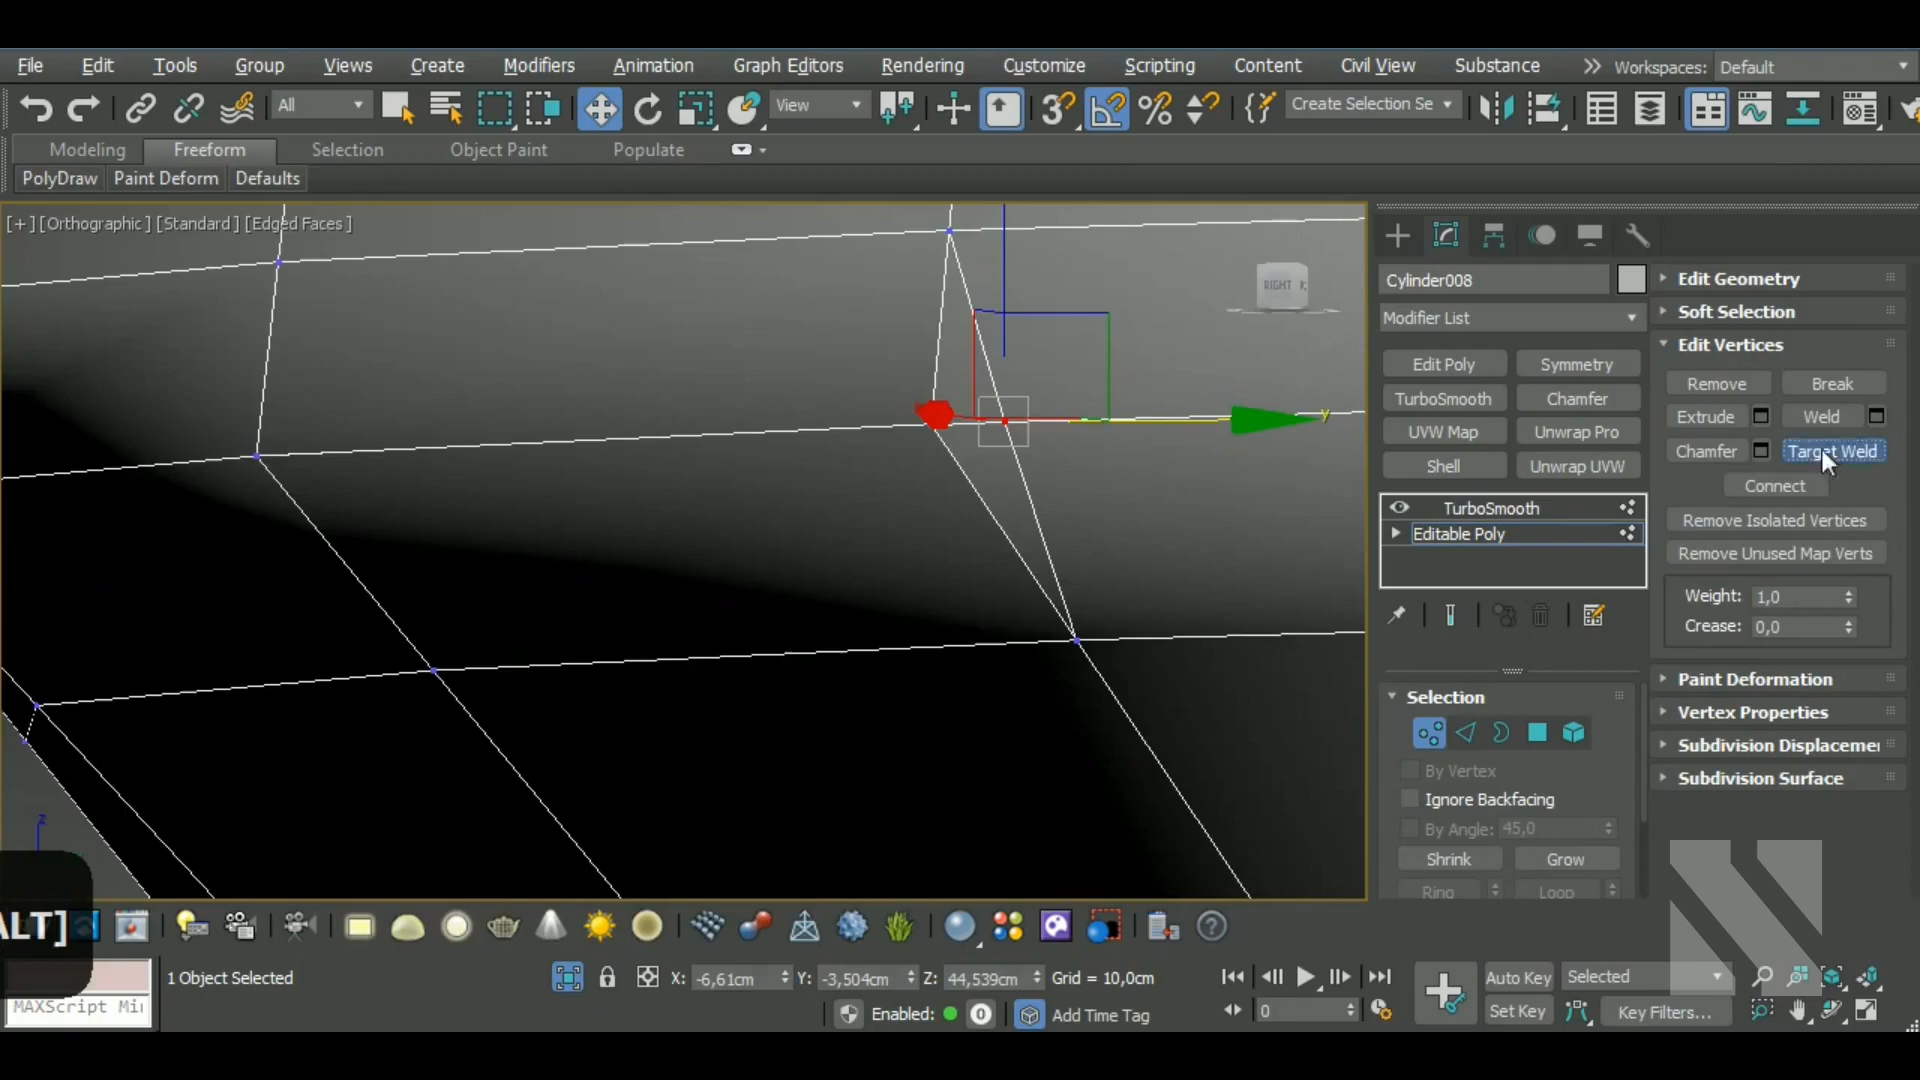 File Edit Tools Group Views Create Modifiers Animation Graph Editors Rendering Customize Scripting Content Civil View Substance Workspaces: Default
All View Create Selection Se
Modeling Freeform Selection Object Paint Populate
PolyDraw Paint Deform Defaults
[+] [Orthographic] [Standard] [Edged Faces]
RIGHT
y
z
Cylinder008
Modifier List
Edit Poly Symmetry
TurboSmooth Chamfer
UVW Map Unwrap Pro
Shell Unwrap UVW
TurboSmooth
Editable Poly
Selection
By Vertex
Ignore Backfacing
By Angle: 45,0
Shrink Grow
Ring Loop
Edit Geometry
Soft Selection
Edit Vertices
Remove Break
Extrude Weld
Chamfer Target Weld
Connect
Remove Isolated Vertices
Remove Unused Map Verts
Weight: 1,0
Crease: 0,0
Paint Deformation
Vertex Properties
Subdivision Displacemen
Subdivision Surface
ALT]
1 Object Selected X: -6,61cm Y: -3,504cm Z: 44,539cm Grid = 10,0cm Auto Key Selected
MAXScript Mi Enabled: 0 Add Time Tag 0 Set Key Key Filters...